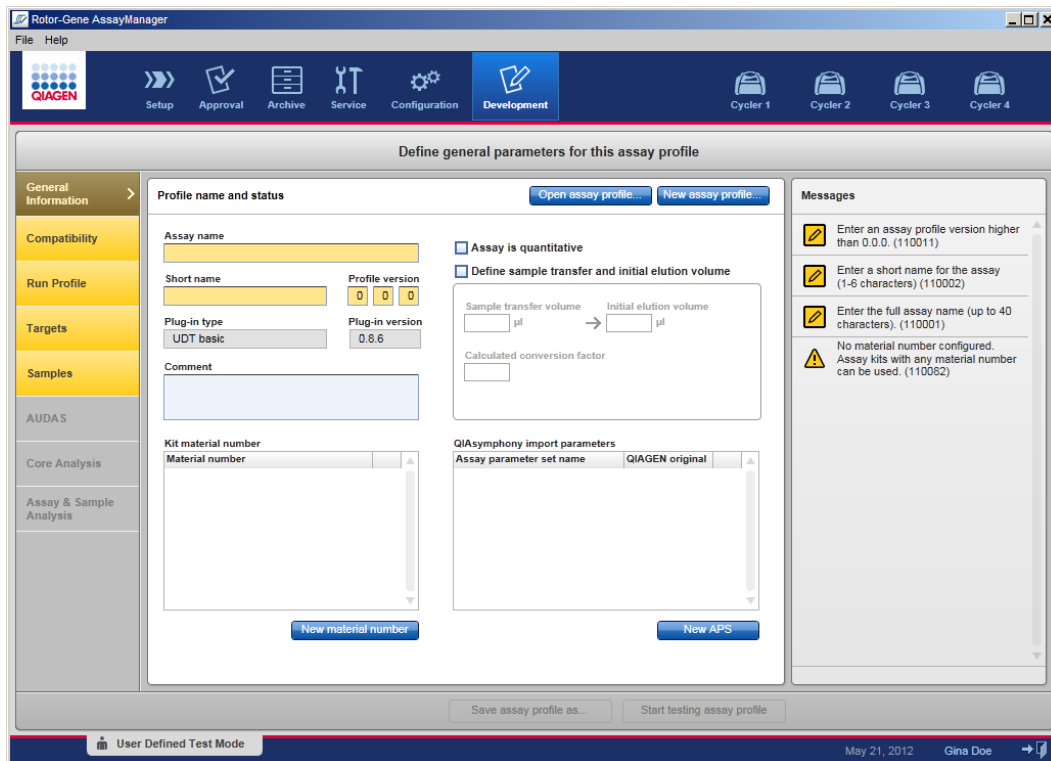 Rotor-Gene AssayManager
File Help
QIAGEN
Setup
Approval
Archive
Service
Configuration
Development
Cycler 1
Cycler 2
Cycler 3
Cycler 4
Define general parameters for this assay profile
General
Information
Compatibility
Run Profile
Targets
Samples
AUDAS
Core Analysis
Assay & Sample
Analysis
Profile name and status
Open assay profile...
New assay profile...
Assay name
Short name
Profile version
0 0 0
Plug-in type
Plug-in version
UDT basic
0.8.6
Comment
Assay is quantitative
Define sample transfer and initial elution volume
Sample transfer volume
Initial elution volume
µl
µl
Calculated conversion factor
Kit material number
Material number
New material number
QIAsymphony import parameters
Assay parameter set name
QIAGEN original
New APS
Messages
Enter an assay profile version higher
than 0.0.0. (110011)
Enter a short name for the assay
(1-6 characters) (110002)
Enter the full assay name (up to 40
characters). (110001)
No material number configured.
Assay kits with any material number
can be used. (110082)
Save assay profile as...
Start testing assay profile
User Defined Test Mode
May 21, 2012
Gina Doe